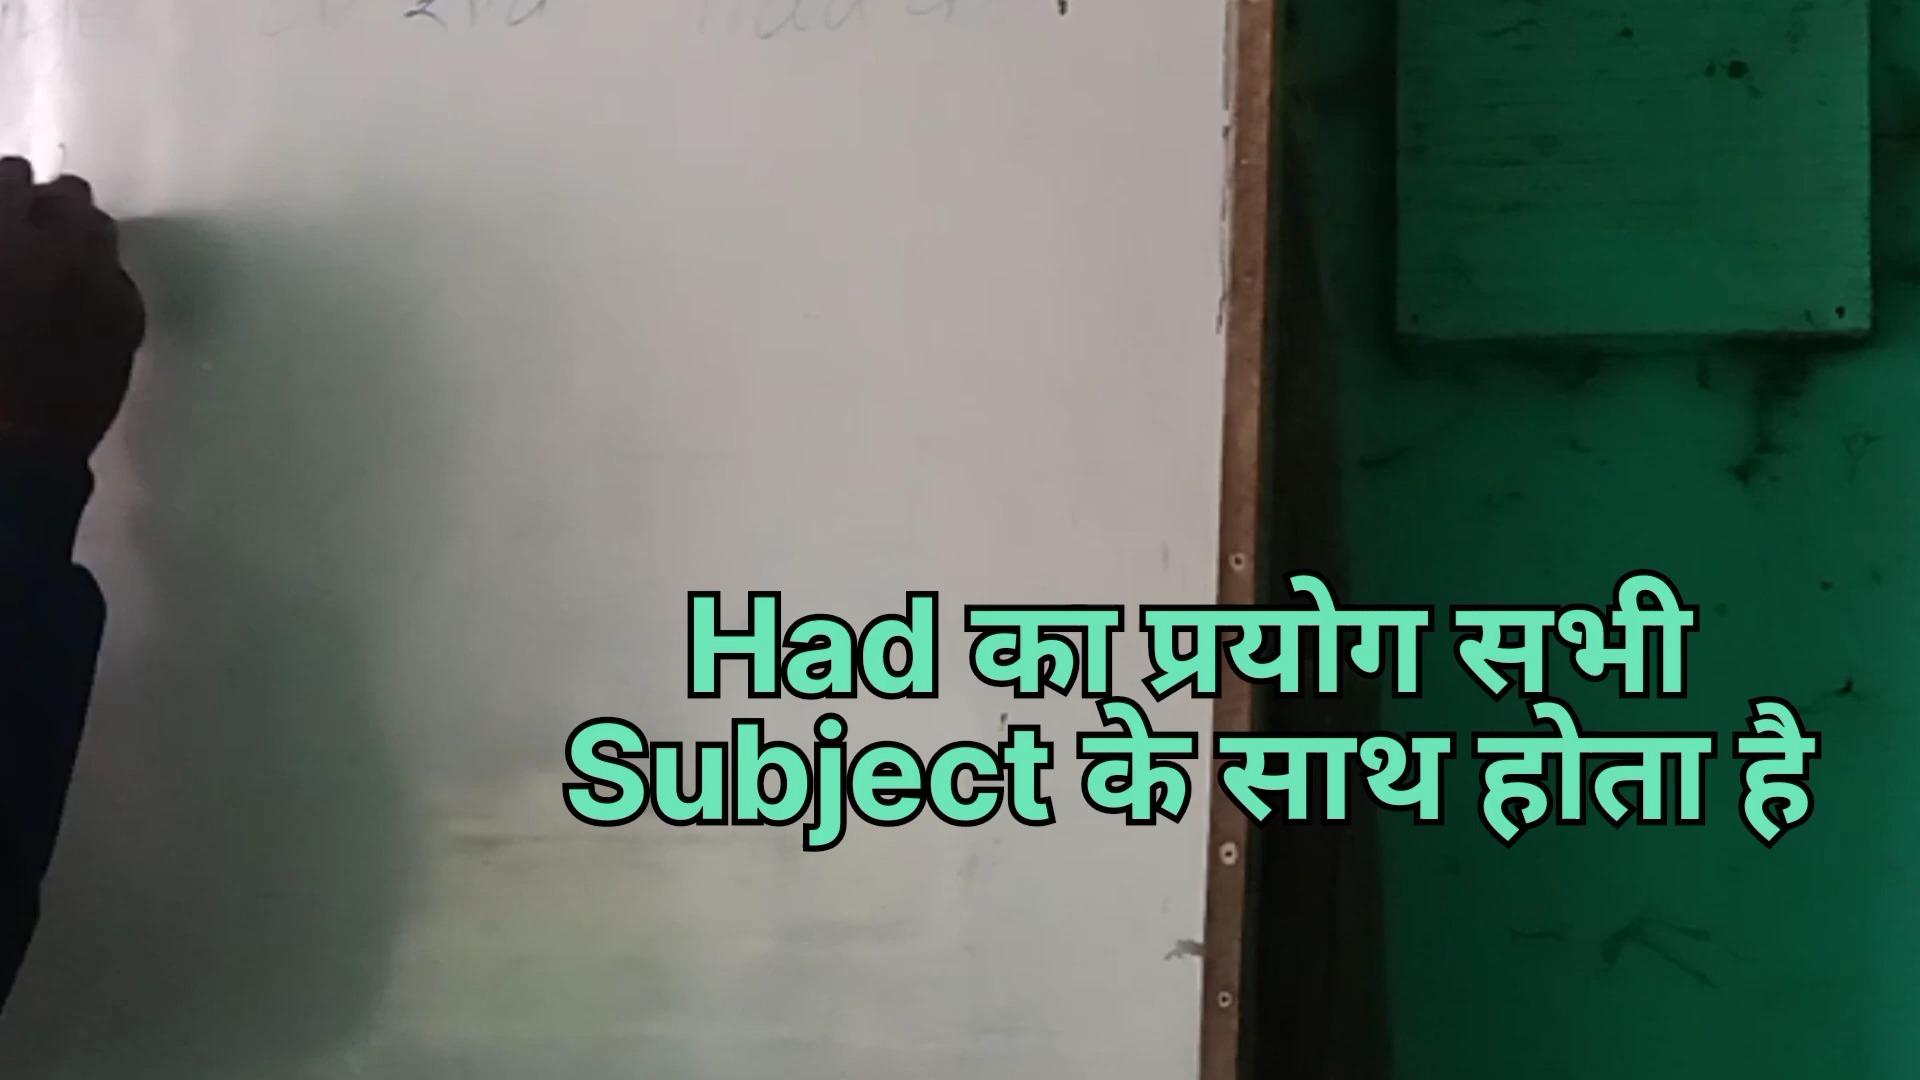 Had का प्रयोग सभी
Subject के साथ होता है